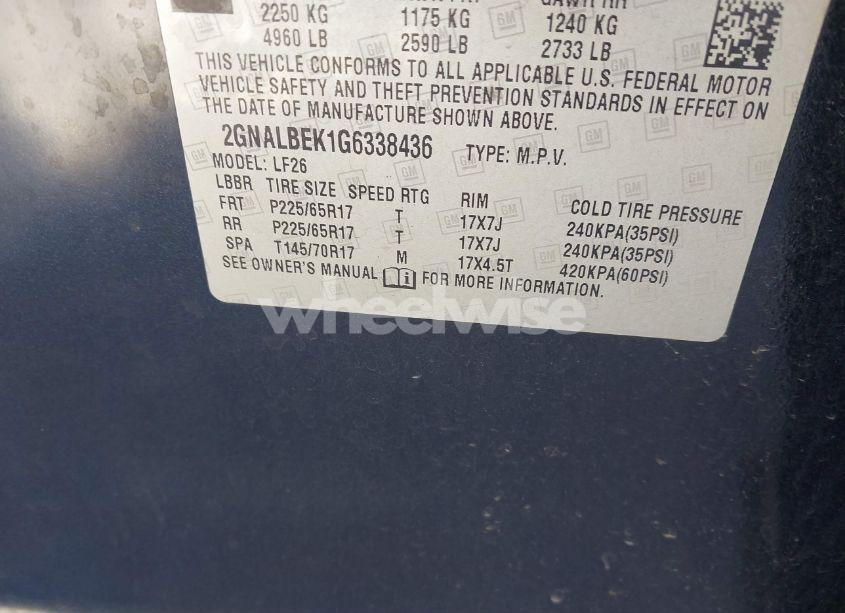 2250 KG 1175 KG 1240 KG
4960 LB 2590 LB 2733 LB
THIS VEHICLE CONFORMS TO ALL APPLICABLE U.S. FEDERAL MOTOR
VEHICLE SAFETY AND THEFT PREVENTION STANDARDS IN EFFECT ON
THE DATE OF MANUFACTURE SHOWN ABOVE.
2GNALBEK1G6338436 TYPE: M.P.V.
MODEL: LF26
LBBR TIRE SIZE SPEED RTG RIM COLD TIRE PRESSURE
FRT P225/65R17 T 17X7J 240KPA(35PSI)
RR P225/65R17 T 17X7J 240KPA(35PSI)
SPA T145/70R17 M 17X4.5T 420KPA(60PSI)
SEE OWNER'S MANUAL FOR MORE INFORMATION.
wheelwise